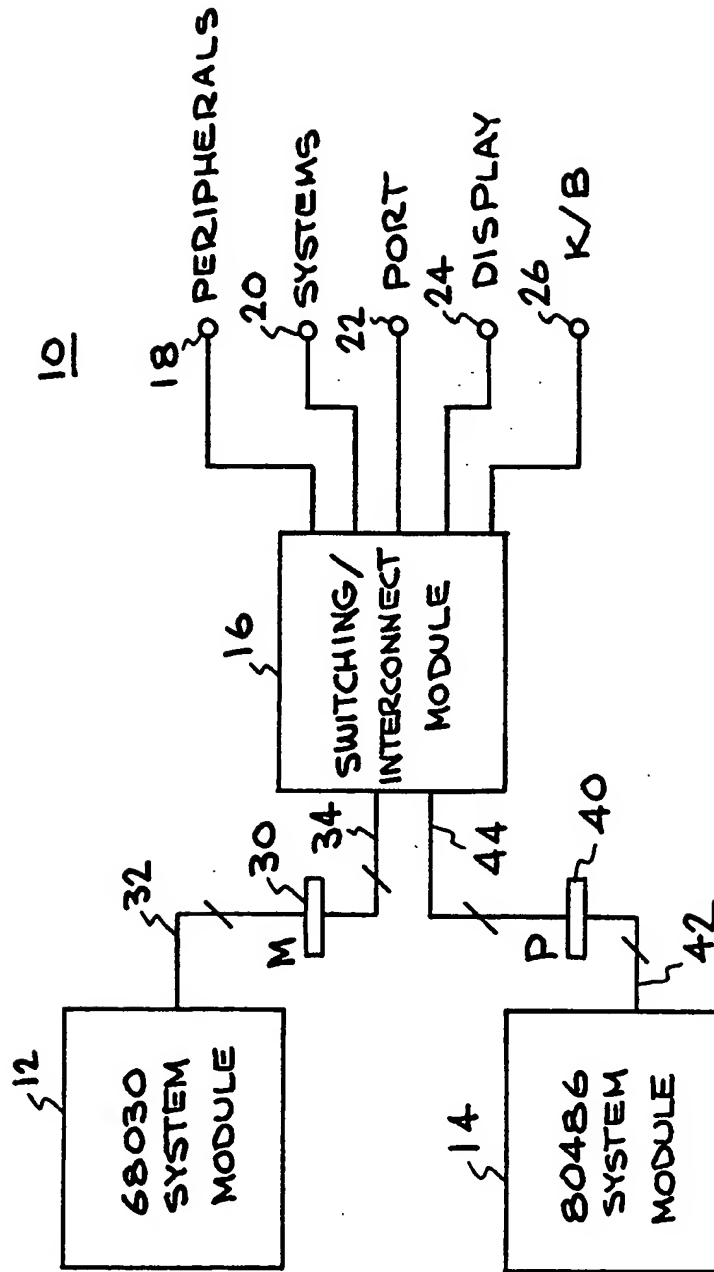 10
12
68030
SYSTEM
MODULE
32
M
30
34
16
SWITCHING/
INTERCONNECT
MODULE
18
PERIPHERALS
20
SYSTEMS
22
PORT
24
DISPLAY
26
K/B
14
80486
SYSTEM
MODULE
42
P
40
44